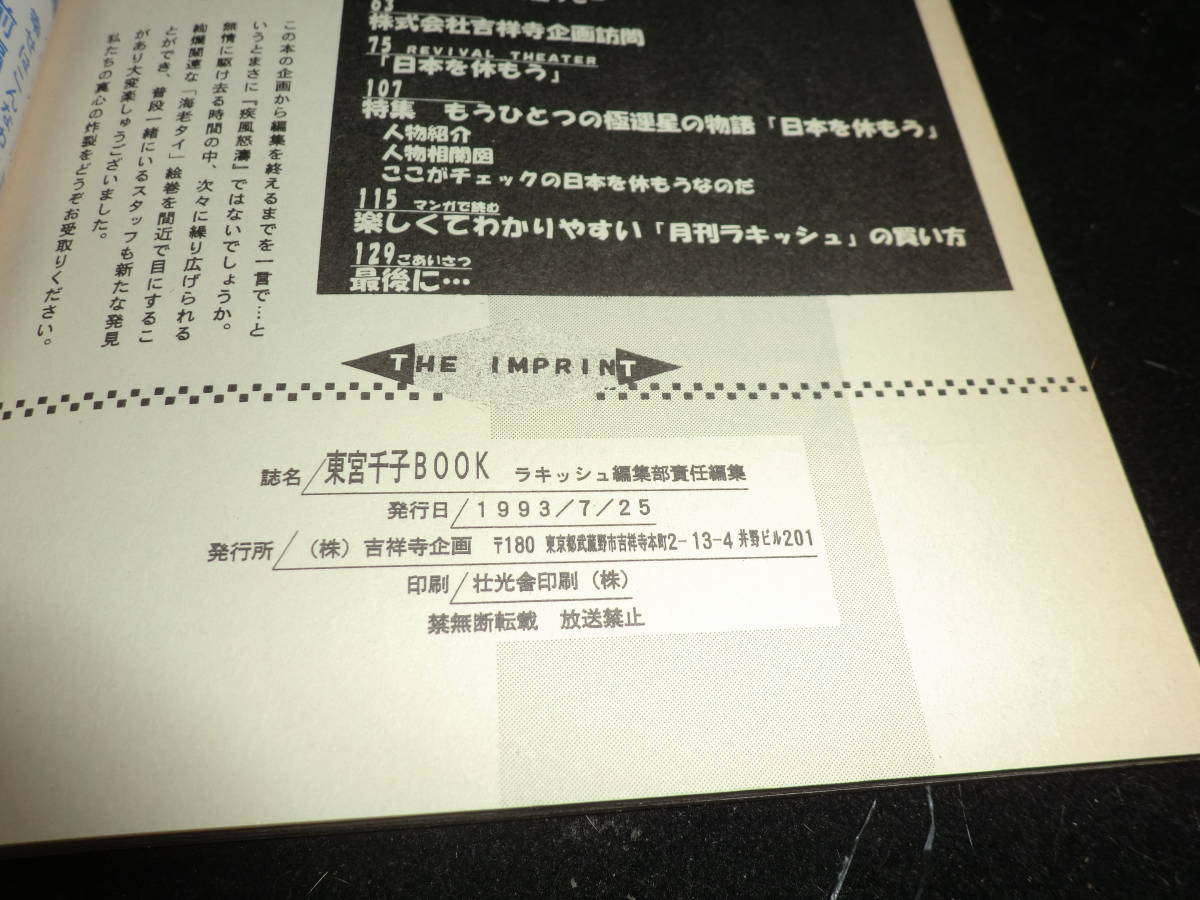 63
株式会社吉祥寺企画訪問
75 REVIVAL THEATER
「日本を休もう」
107
特集 もうひとつの極運星の物語「日本を休もう」
人物紹介
人物相関図
ここがチェックの日本を休もうなのだ
115 マンガで読む
楽しくてわかりやすい「月刊ラキッシュ」の買い方
129 ごあいさつ
最後に…
この本の企画から編集を終えるまでを一言で…と
いうとまさに『疾風怒濤』ではないでしょうか。
無情に駆け去る時間の中、次々に繰り広げられる
絢爛関連な「海老タイ」絵巻を間近で目にするこ
とができ、普段一緒にいるスタッフも新たな発見
があり大変楽しゅうございました。
私たちの真心の炸裂をどうぞお受取りください。
THE IMPRINT
誌名/東宮千子BOOK ラキッシュ編集部責任編集
発行日/1993/7/25
発行所/(株)吉祥寺企画 〒180 東京都武蔵野市吉祥寺本町2-13-4 井野ビル201
印刷/壮光舎印刷(株)
禁無断転載 放送禁止